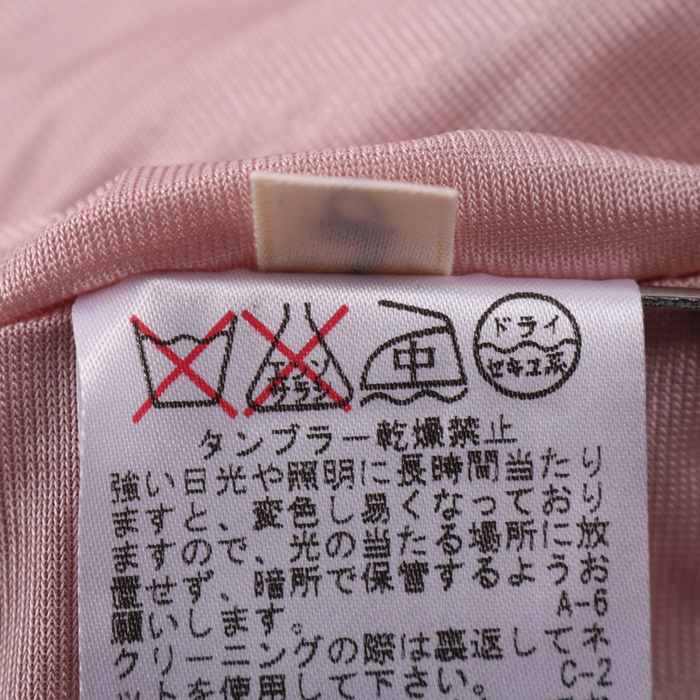 エンソ
サラシ
中
ドライ
セキユ系
タンブラー乾燥禁止
強い日光や照明に長時間当たり
ますと、変色し易くなっており
ますので、光の当たる場所に放
置せず、暗所で保管するようお
願いします。 A-6
クリーニングの際は裏返してネ
ットを使用して下さい。 C-2